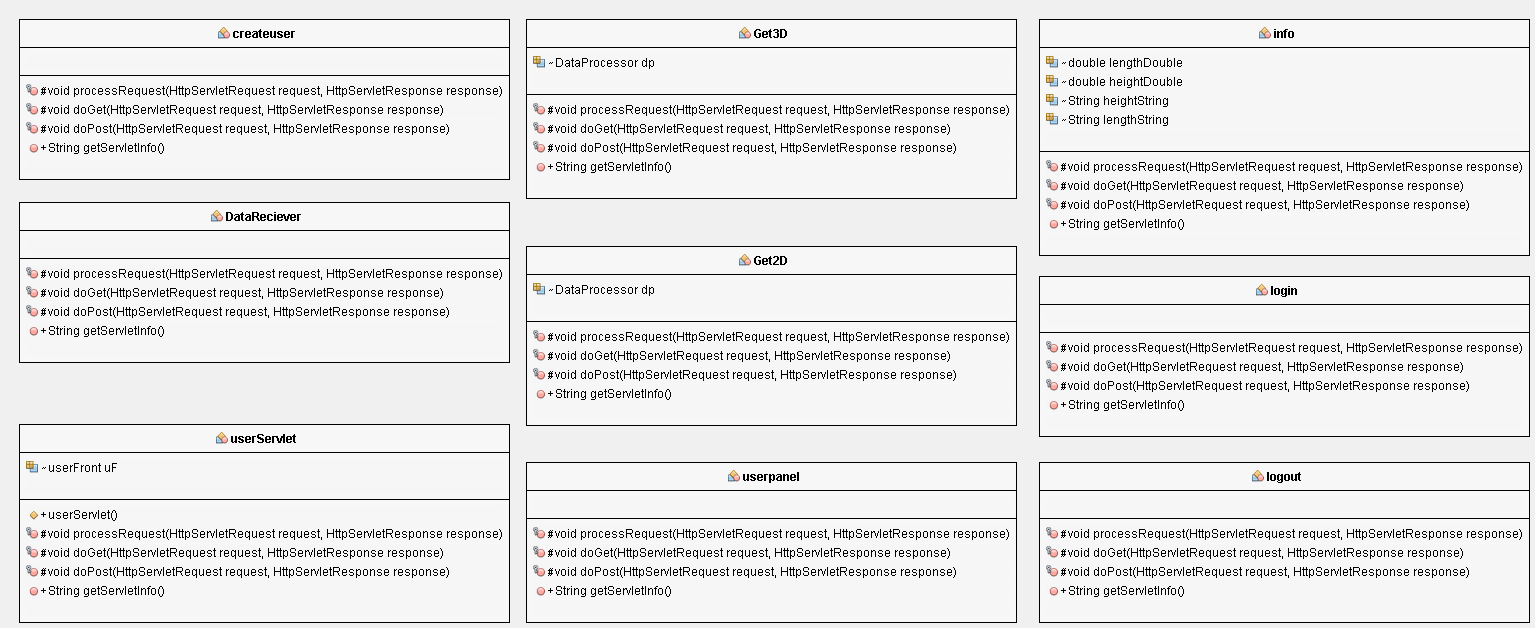 createuser
#void processRequest(HttpServletRequest request, HttpServletResponse response)
#void doGet(HttpServletRequest request, HttpServletResponse response)
#void doPost(HttpServletRequest request, HttpServletResponse response)
+String getServletInfo()
DataReciever
#void processRequest(HttpServletRequest request, HttpServletResponse response)
#void doGet(HttpServletRequest request, HttpServletResponse response)
#void doPost(HttpServletRequest request, HttpServletResponse response)
+String getServletInfo()
userServlet
~userFront uF
+userServlet()
#void processRequest(HttpServletRequest request, HttpServletResponse response)
#void doGet(HttpServletRequest request, HttpServletResponse response)
#void doPost(HttpServletRequest request, HttpServletResponse response)
+String getServletInfo()
Get3D
~DataProcessor dp
#void processRequest(HttpServletRequest request, HttpServletResponse response)
#void doGet(HttpServletRequest request, HttpServletResponse response)
#void doPost(HttpServletRequest request, HttpServletResponse response)
+String getServletInfo()
Get2D
~DataProcessor dp
#void processRequest(HttpServletRequest request, HttpServletResponse response)
#void doGet(HttpServletRequest request, HttpServletResponse response)
#void doPost(HttpServletRequest request, HttpServletResponse response)
+String getServletInfo()
userpanel
#void processRequest(HttpServletRequest request, HttpServletResponse response)
#void doGet(HttpServletRequest request, HttpServletResponse response)
#void doPost(HttpServletRequest request, HttpServletResponse response)
+String getServletInfo()
info
~double lengthDouble
~double heightDouble
~String heightString
~String lengthString
#void processRequest(HttpServletRequest request, HttpServletResponse response)
#void doGet(HttpServletRequest request, HttpServletResponse response)
#void doPost(HttpServletRequest request, HttpServletResponse response)
+String getServletInfo()
login
#void processRequest(HttpServletRequest request, HttpServletResponse response)
#void doGet(HttpServletRequest request, HttpServletResponse response)
#void doPost(HttpServletRequest request, HttpServletResponse response)
+String getServletInfo()
logout
#void processRequest(HttpServletRequest request, HttpServletResponse response)
#void doGet(HttpServletRequest request, HttpServletResponse response)
#void doPost(HttpServletRequest request, HttpServletResponse response)
+String getServletInfo()